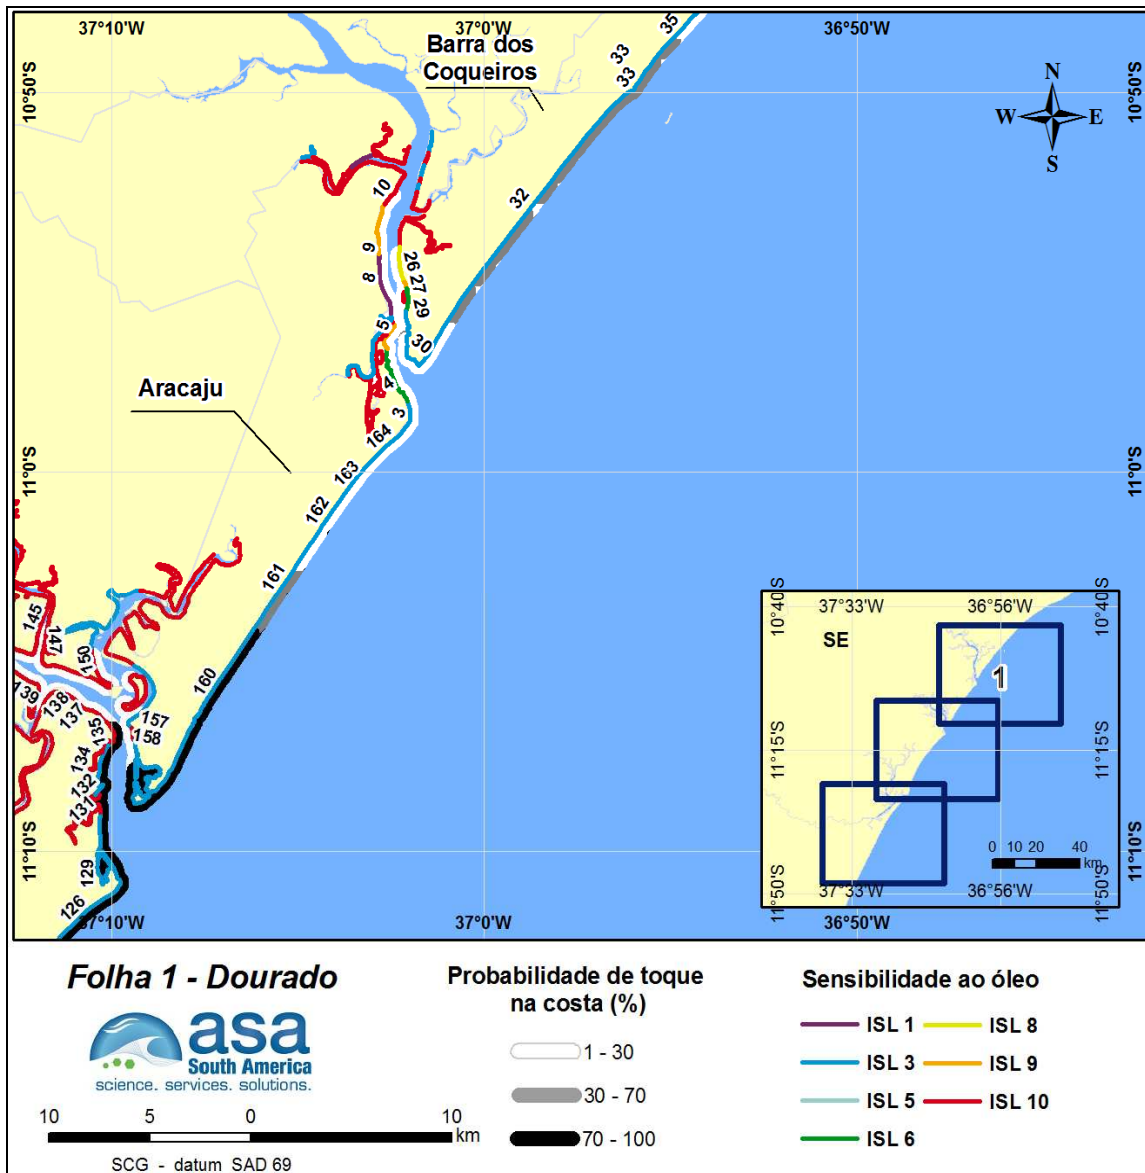 37°10'W
37°0'W
36°50'W
Barra dos
Coqueiros
35
33
33
10°50'S
10°50'S
N
W
E
S
32
10
9
8
26
27
29
5
30
4
3
164
Aracaju
163
11°0'S
11°0'S
162
161
145
147
150
160
139
138
137
135
157
158
134
132
131
129
126
11°10'S
11°10'S
37°10'W
37°0'W
36°50'W
37°33'W
36°56'W
10°40'S
10°40'S
SE
1
11°15'S
11°15'S
0 10 20 40
km
11°50'S
11°50'S
37°33'W
36°56'W
Folha 1 - Dourado
asa
South America
science. services. solutions.
10 5 0 10
km
SCG - datum SAD 69
Probabilidade de toque
na costa (%)
1 - 30
30 - 70
70 - 100
Sensibilidade ao óleo
ISL 1
ISL 8
ISL 3
ISL 9
ISL 5
ISL 10
ISL 6